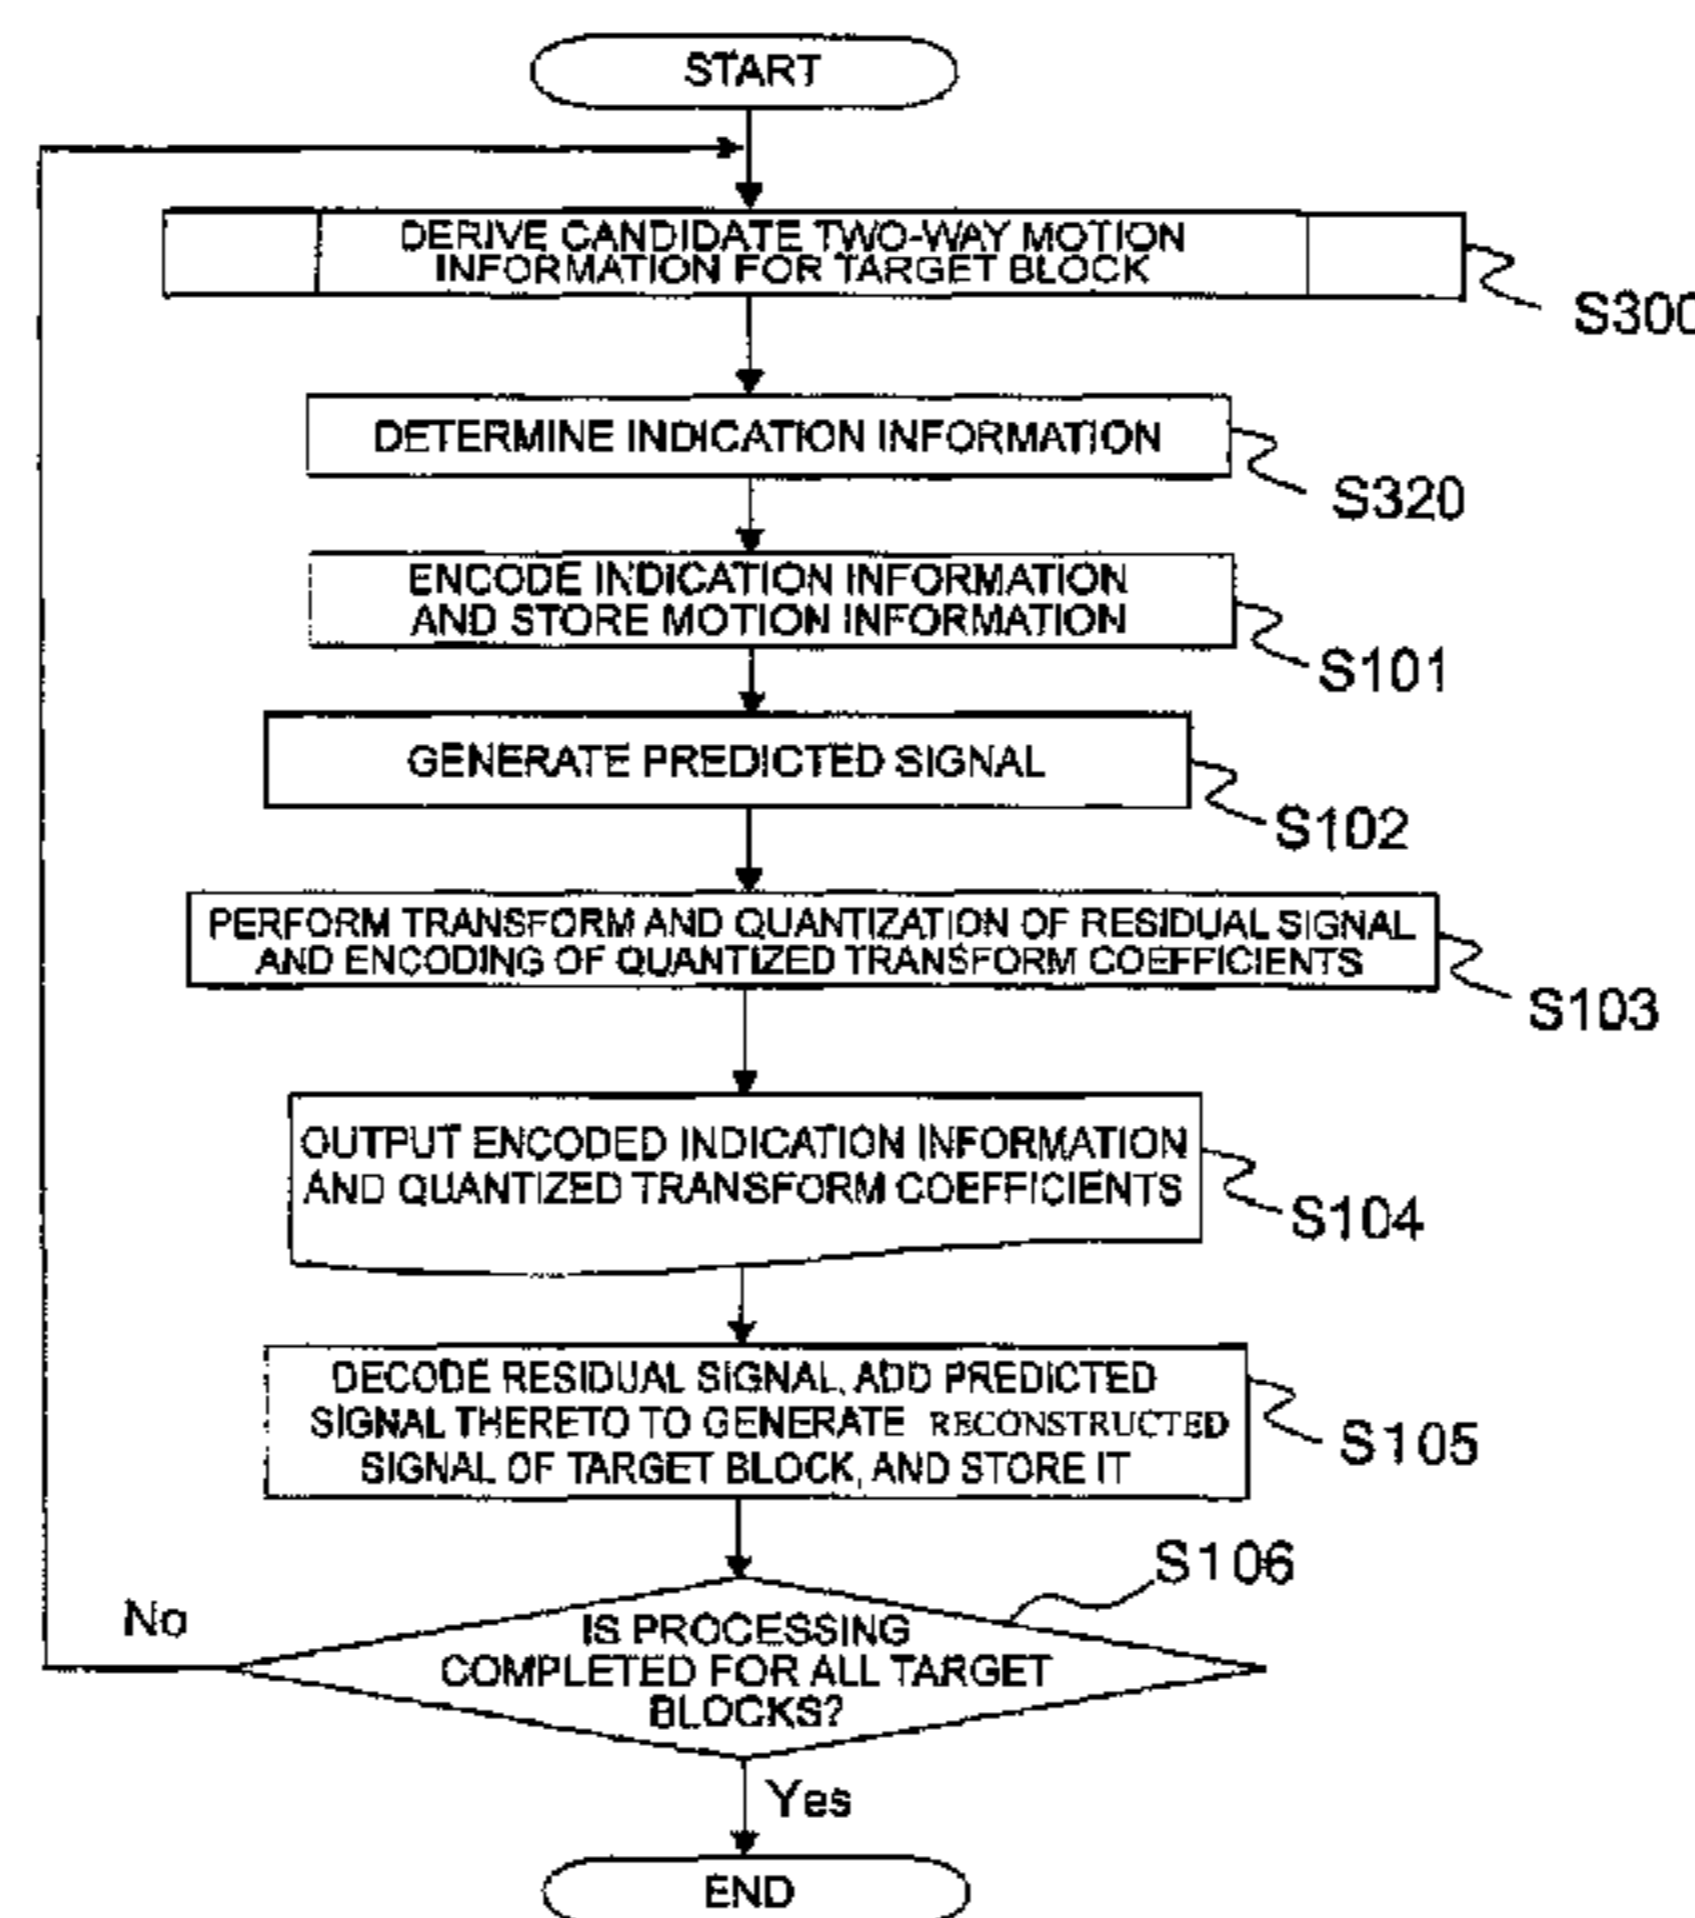 START
DERIVE CANDIDATE TWO-WAY MOTION
INFORMATION FOR TARGET BLOCK
S300
DETERMINE INDICATION INFORMATION
S320
ENCODE INDICATION INFORMATION
AND STORE MOTION INFORMATION
S101
GENERATE PREDICTED SIGNAL
S102
PERFORM TRANSFORM AND QUANTIZATION OF RESIDUAL SIGNAL
AND ENCODING OF QUANTIZED TRANSFORM COEFFICIENTS
S103
OUTPUT ENCODED INDICATION INFORMATION
AND QUANTIZED TRANSFORM COEFFICIENTS
S104
DECODE RESIDUAL SIGNAL, ADD PREDICTED
SIGNAL THERETO TO GENERATE RECONSTRUCTED
SIGNAL OF TARGET BLOCK, AND STORE IT
S105
S106
No
IS PROCESSING
COMPLETED FOR ALL TARGET
BLOCKS?
Yes
END